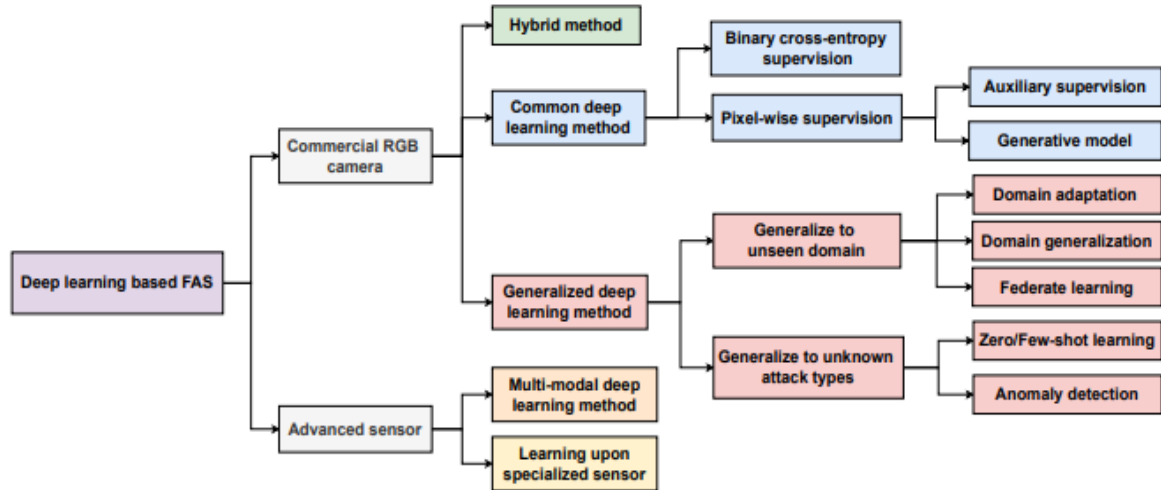 Hybrid method
Binary cross-entropy
supervision
Auxiliary supervision
Common deep
learning method
Pixel-wise supervision
Generative model
Commercial RGB
camera
Domain adaptation
Generalize to
unseen domain
Domain generalization
Deep learning based FAS
Generalized deep
learning method
Federate learning
Zero/Few-shot learning
Generalize to unknown
attack types
Anomaly detection
Multi-modal deep
learning method
Advanced sensor
Learning upon
specialized sensor